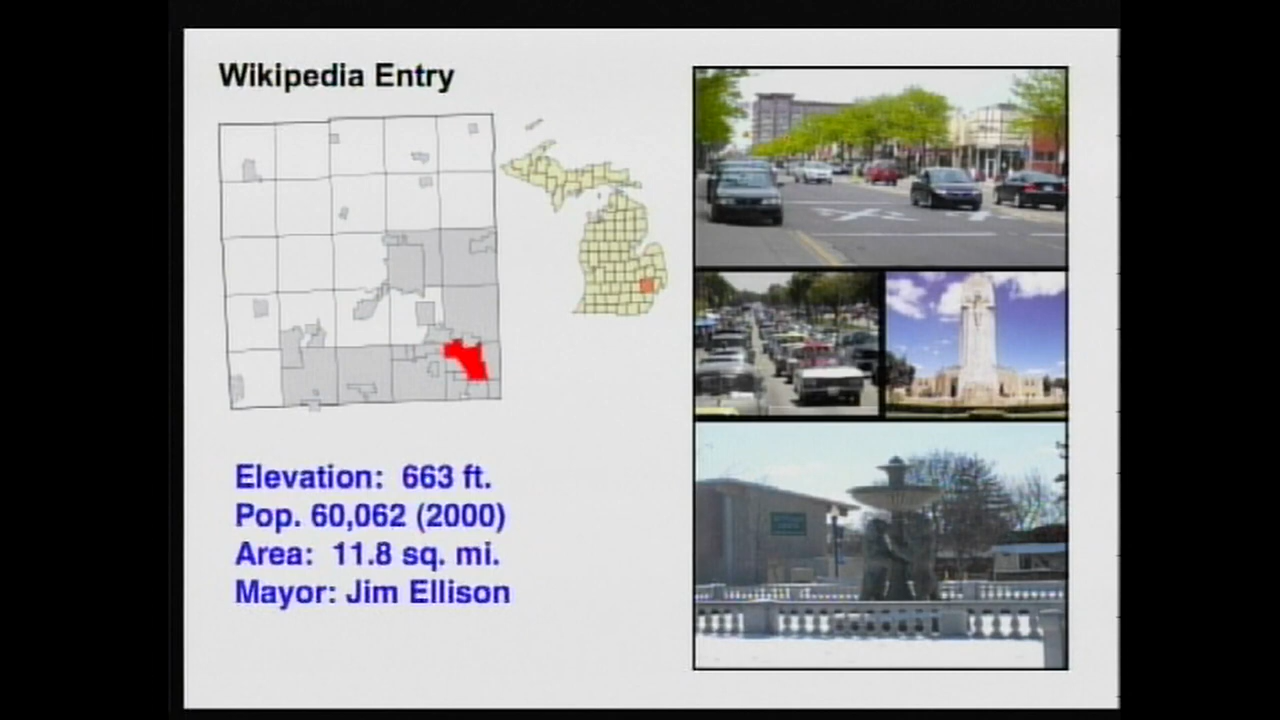 Wikipedia Entry
Elevation: 663 ft.
Pop. 60,062 (2000)
Area: 11.8 sq. mi.
Mayor: Jim Ellison